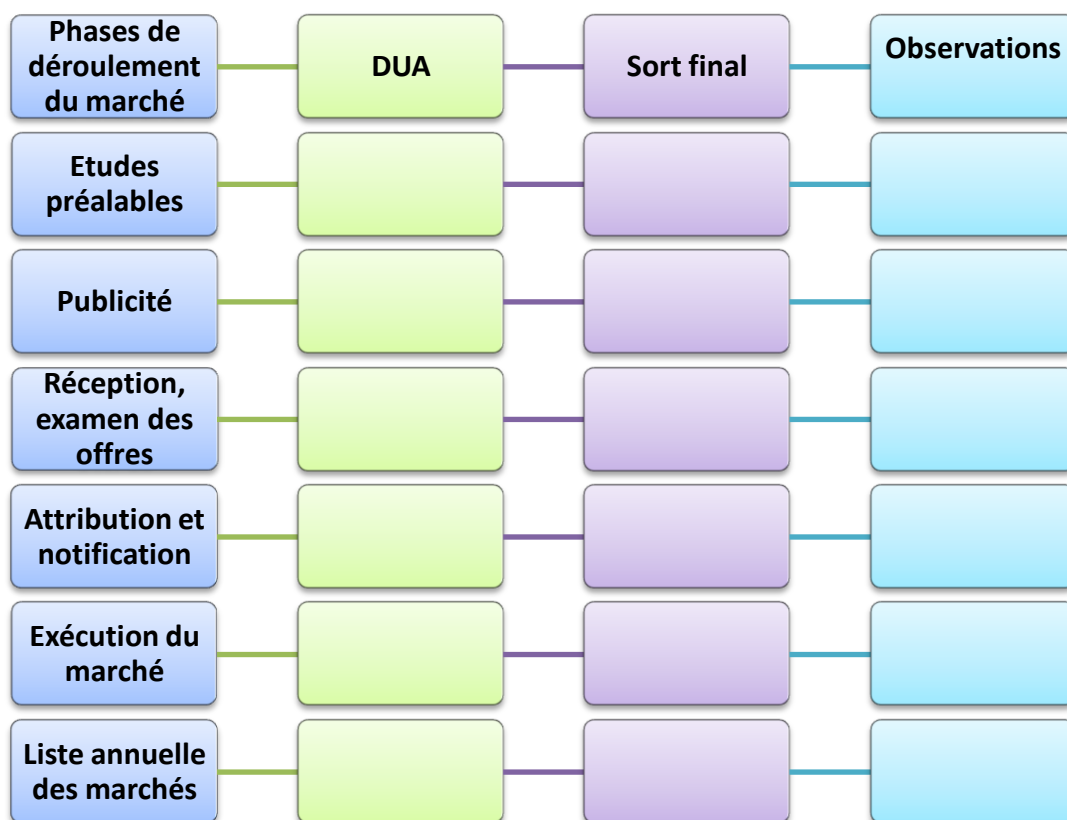 Phases de
déroulement
du marché
DUA
Sort final
Observations
Etudes
préalables
Publicité
Réception,
examen des
offres
Attribution et
notification
Exécution du
marché
Liste annuelle
des marchés